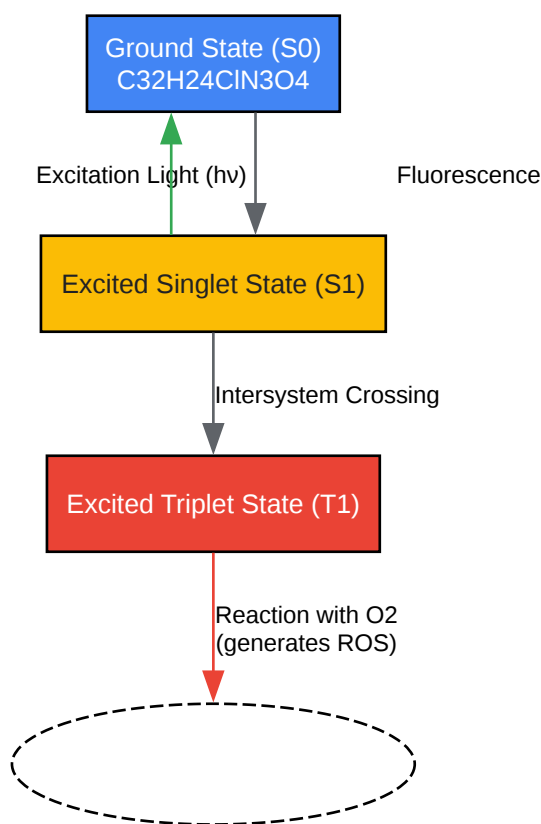 Ground State (S0)
C32H24ClN3O4
Excitation Light (hν)
Fluorescence
Excited Singlet State (S1)
Intersystem Crossing
Excited Triplet State (T1)
Reaction with O2
(generates ROS)